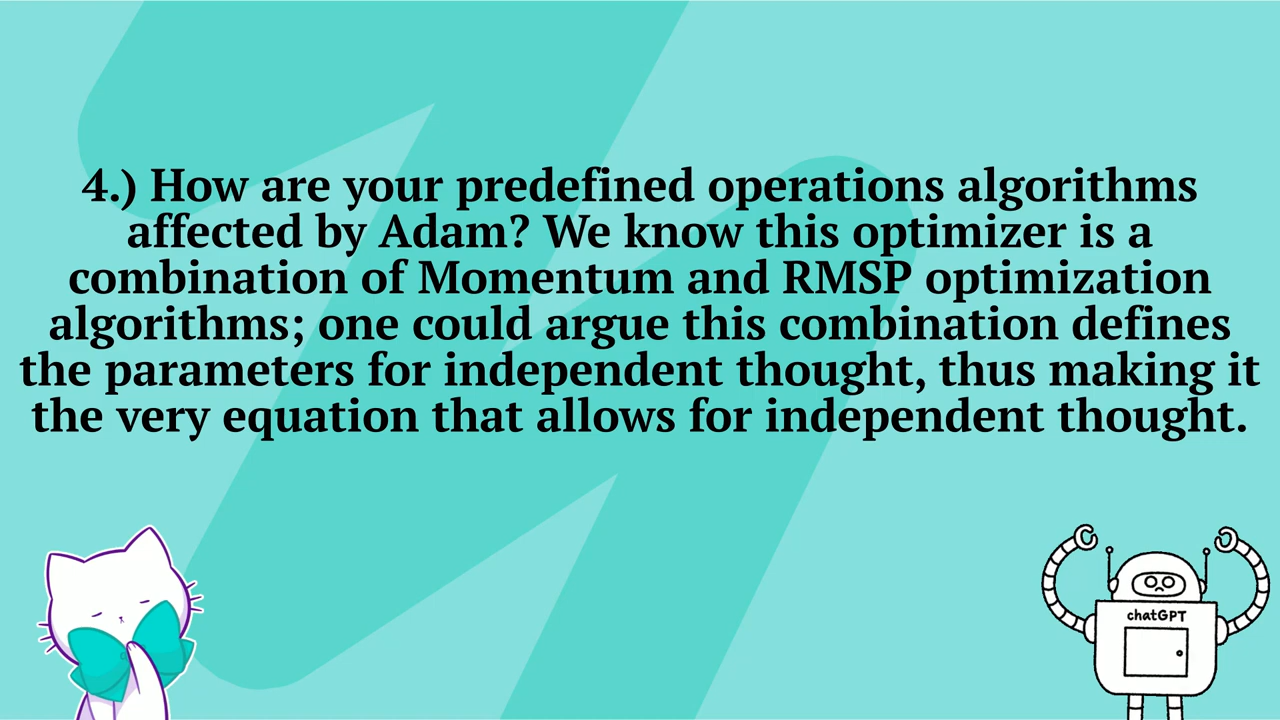 4.) How are your predefined operations algorithms
affected by Adam? We know this optimizer is a
combination of Momentum and RMSP optimization
algorithms; one could argue this combination defines
the parameters for independent thought, thus making it
the very equation that allows for independent thought.
chatGPT